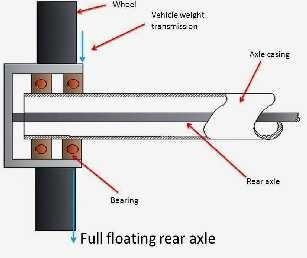 Wheel
Vehicle weight
transmission
Axle casing
Rear axle
Bearing
Full floating rear axle